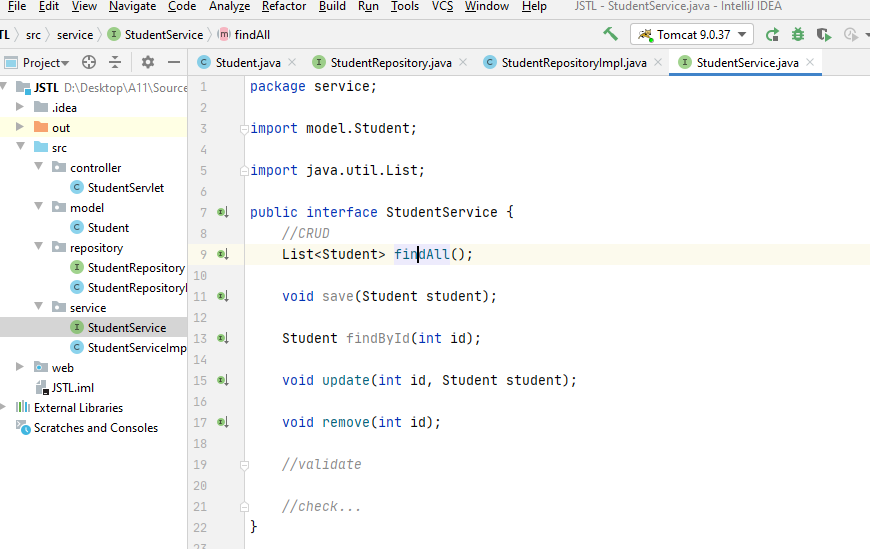 File Edit View Navigate Code Analyze Refactor Build Run Tools VCS Window Help JSTL - StudentService.java - IntelliJ IDEA
TL src service I StudentService m findAll Tomcat 9.0.37
Project C Student.java I StudentRepository.java C StudentRepositoryImpl.java I StudentService.java
JSTL D:\Desktop\A11\Source
.idea
out
src
controller
C StudentServlet
model
C Student
repository
I StudentRepository
C StudentRepositoryI
service
I StudentService
C StudentServiceImp
web
JSTL.iml
External Libraries
Scratches and Consoles
1 package service;
2
3 import model.Student;
4
5 import java.util.List;
6
7 public interface StudentService {
8 //CRUD
9 List<Student> findAll();
10
11 void save(Student student);
12
13 Student findById(int id);
14
15 void update(int id, Student student);
16
17 void remove(int id);
18
19 //validate
20
21 //check...
22 }
23